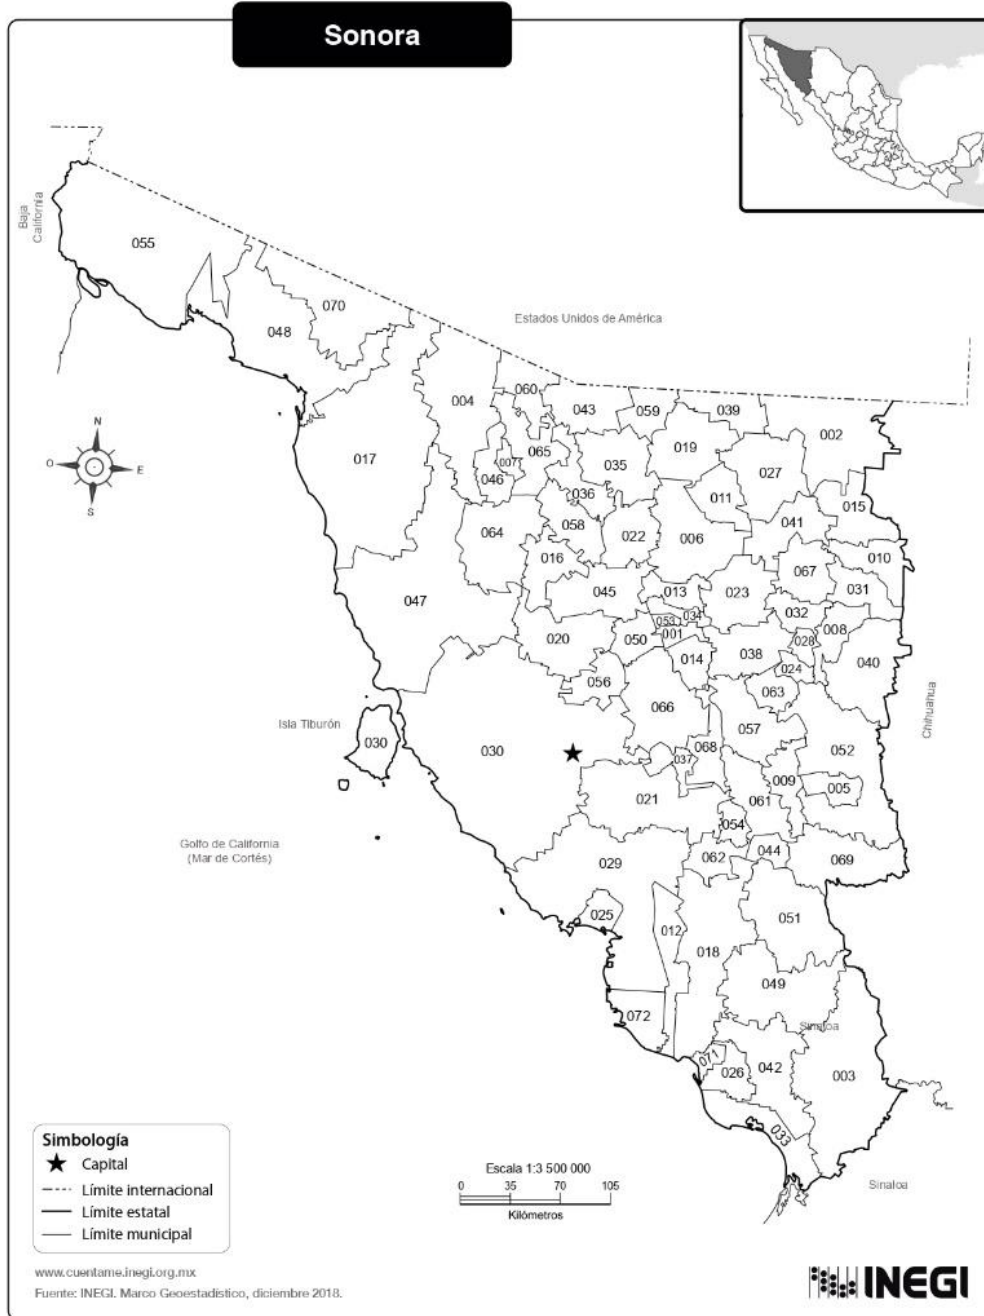 Sonora
Baja
California
055
070
Estados Unidos de América
048
060
004
043
059
039
002
017
065
019
007
035
027
046
036
011
015
064
058
022
006
041
016
010
067
013
023
031
045
047
034
032
053
008
020
050
001
028
014
038
024
040
056
063
Isla Tiburón
066
Chihuahua
030
030
057
068
052
037
009
005
021
061
054
Golfo de California
(Mar de Cortés)
044
029
062
069
025
051
012
018
049
072
Sinaloa
071
026
042
003
033
Sinaloa
N
O
E
S
Simbología
Capital
Límite internacional
Límite estatal
Límite municipal
Escala 1:3 500 000
0 35 70 105
Kilómetros
www.cuentame.inegi.org.mx
Fuente: INEGI. Marco Geoestadístico, diciembre 2018.
INEGI